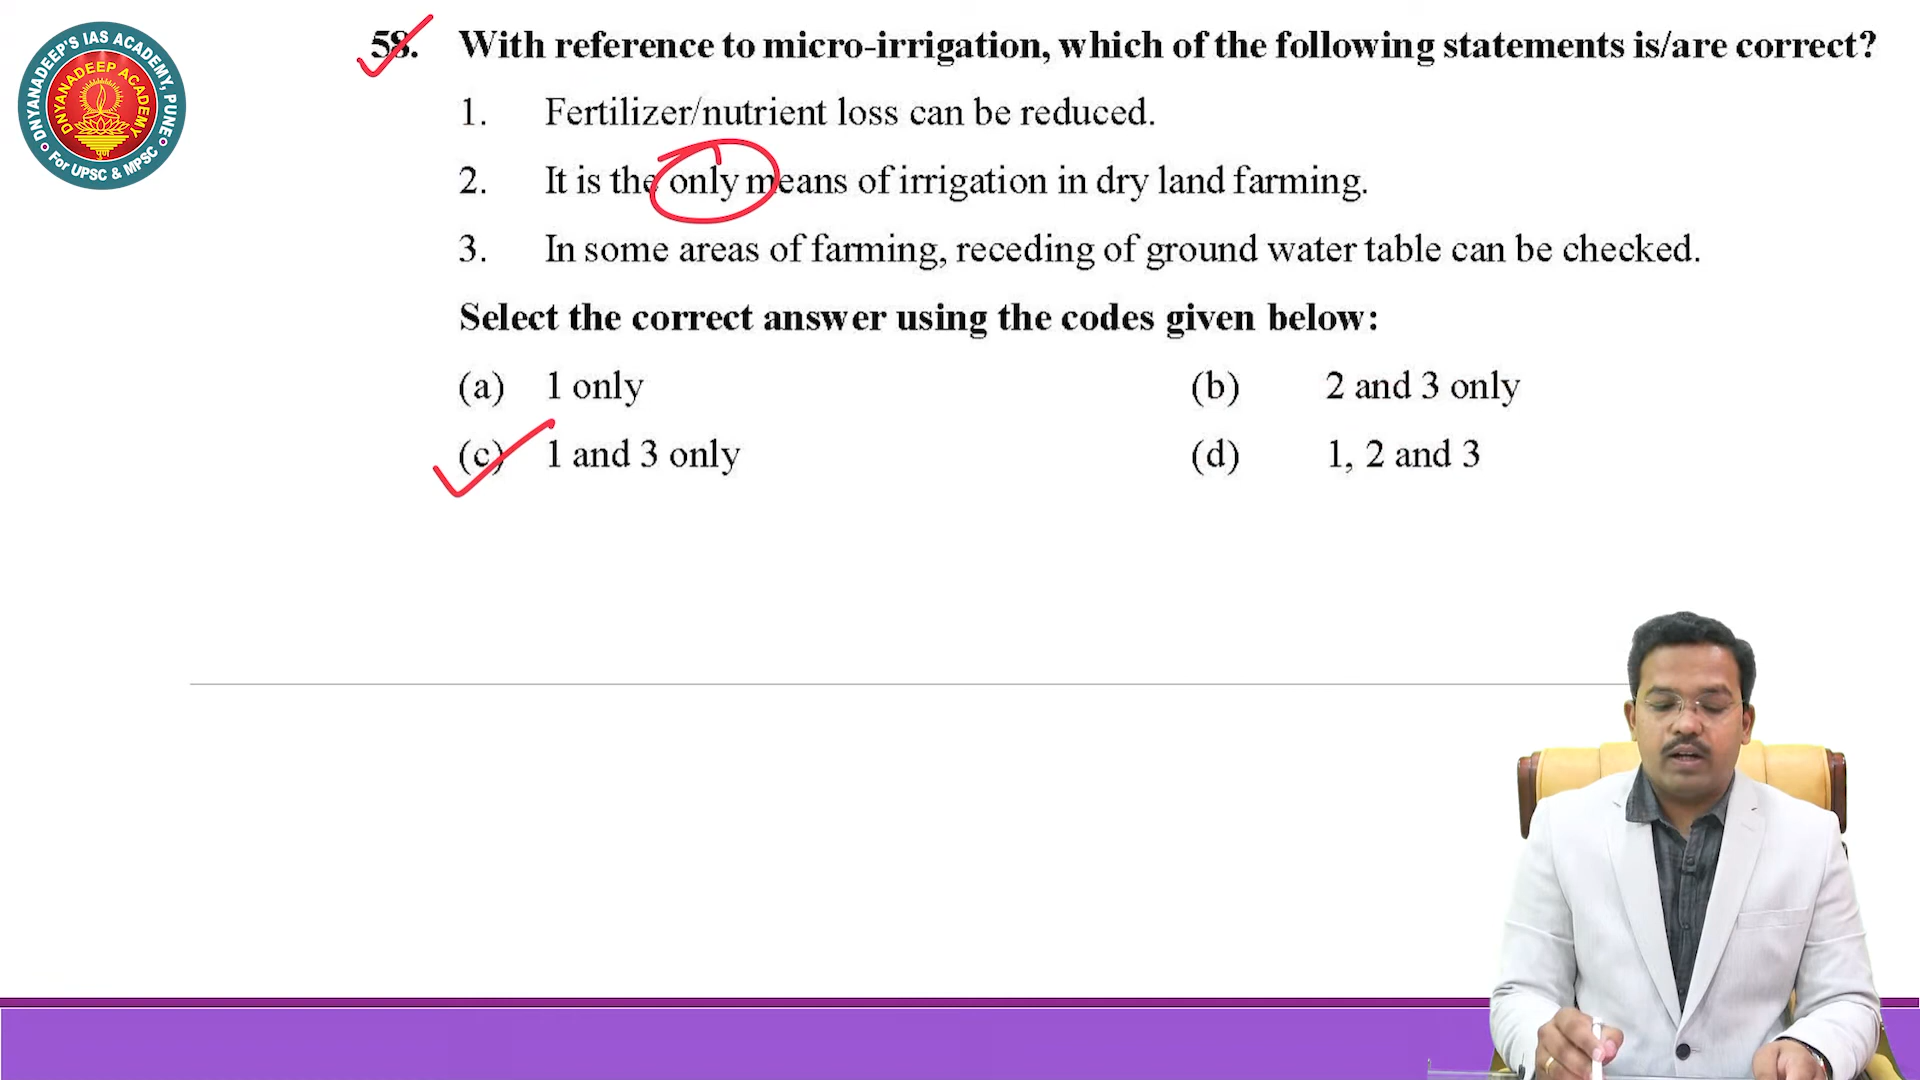 DNYANADEEP'S IAS ACADEMY, PUNE
DNYANADEEP ACADEMY
पुणे
For UPSC & MPSC
58. With reference to micro-irrigation, which of the following statements is/are correct?
1. Fertilizer/nutrient loss can be reduced.
2. It is the only means of irrigation in dry land farming.
3. In some areas of farming, receding of ground water table can be checked.
Select the correct answer using the codes given below:
(a) 1 only (b) 2 and 3 only
(c) 1 and 3 only (d) 1, 2 and 3